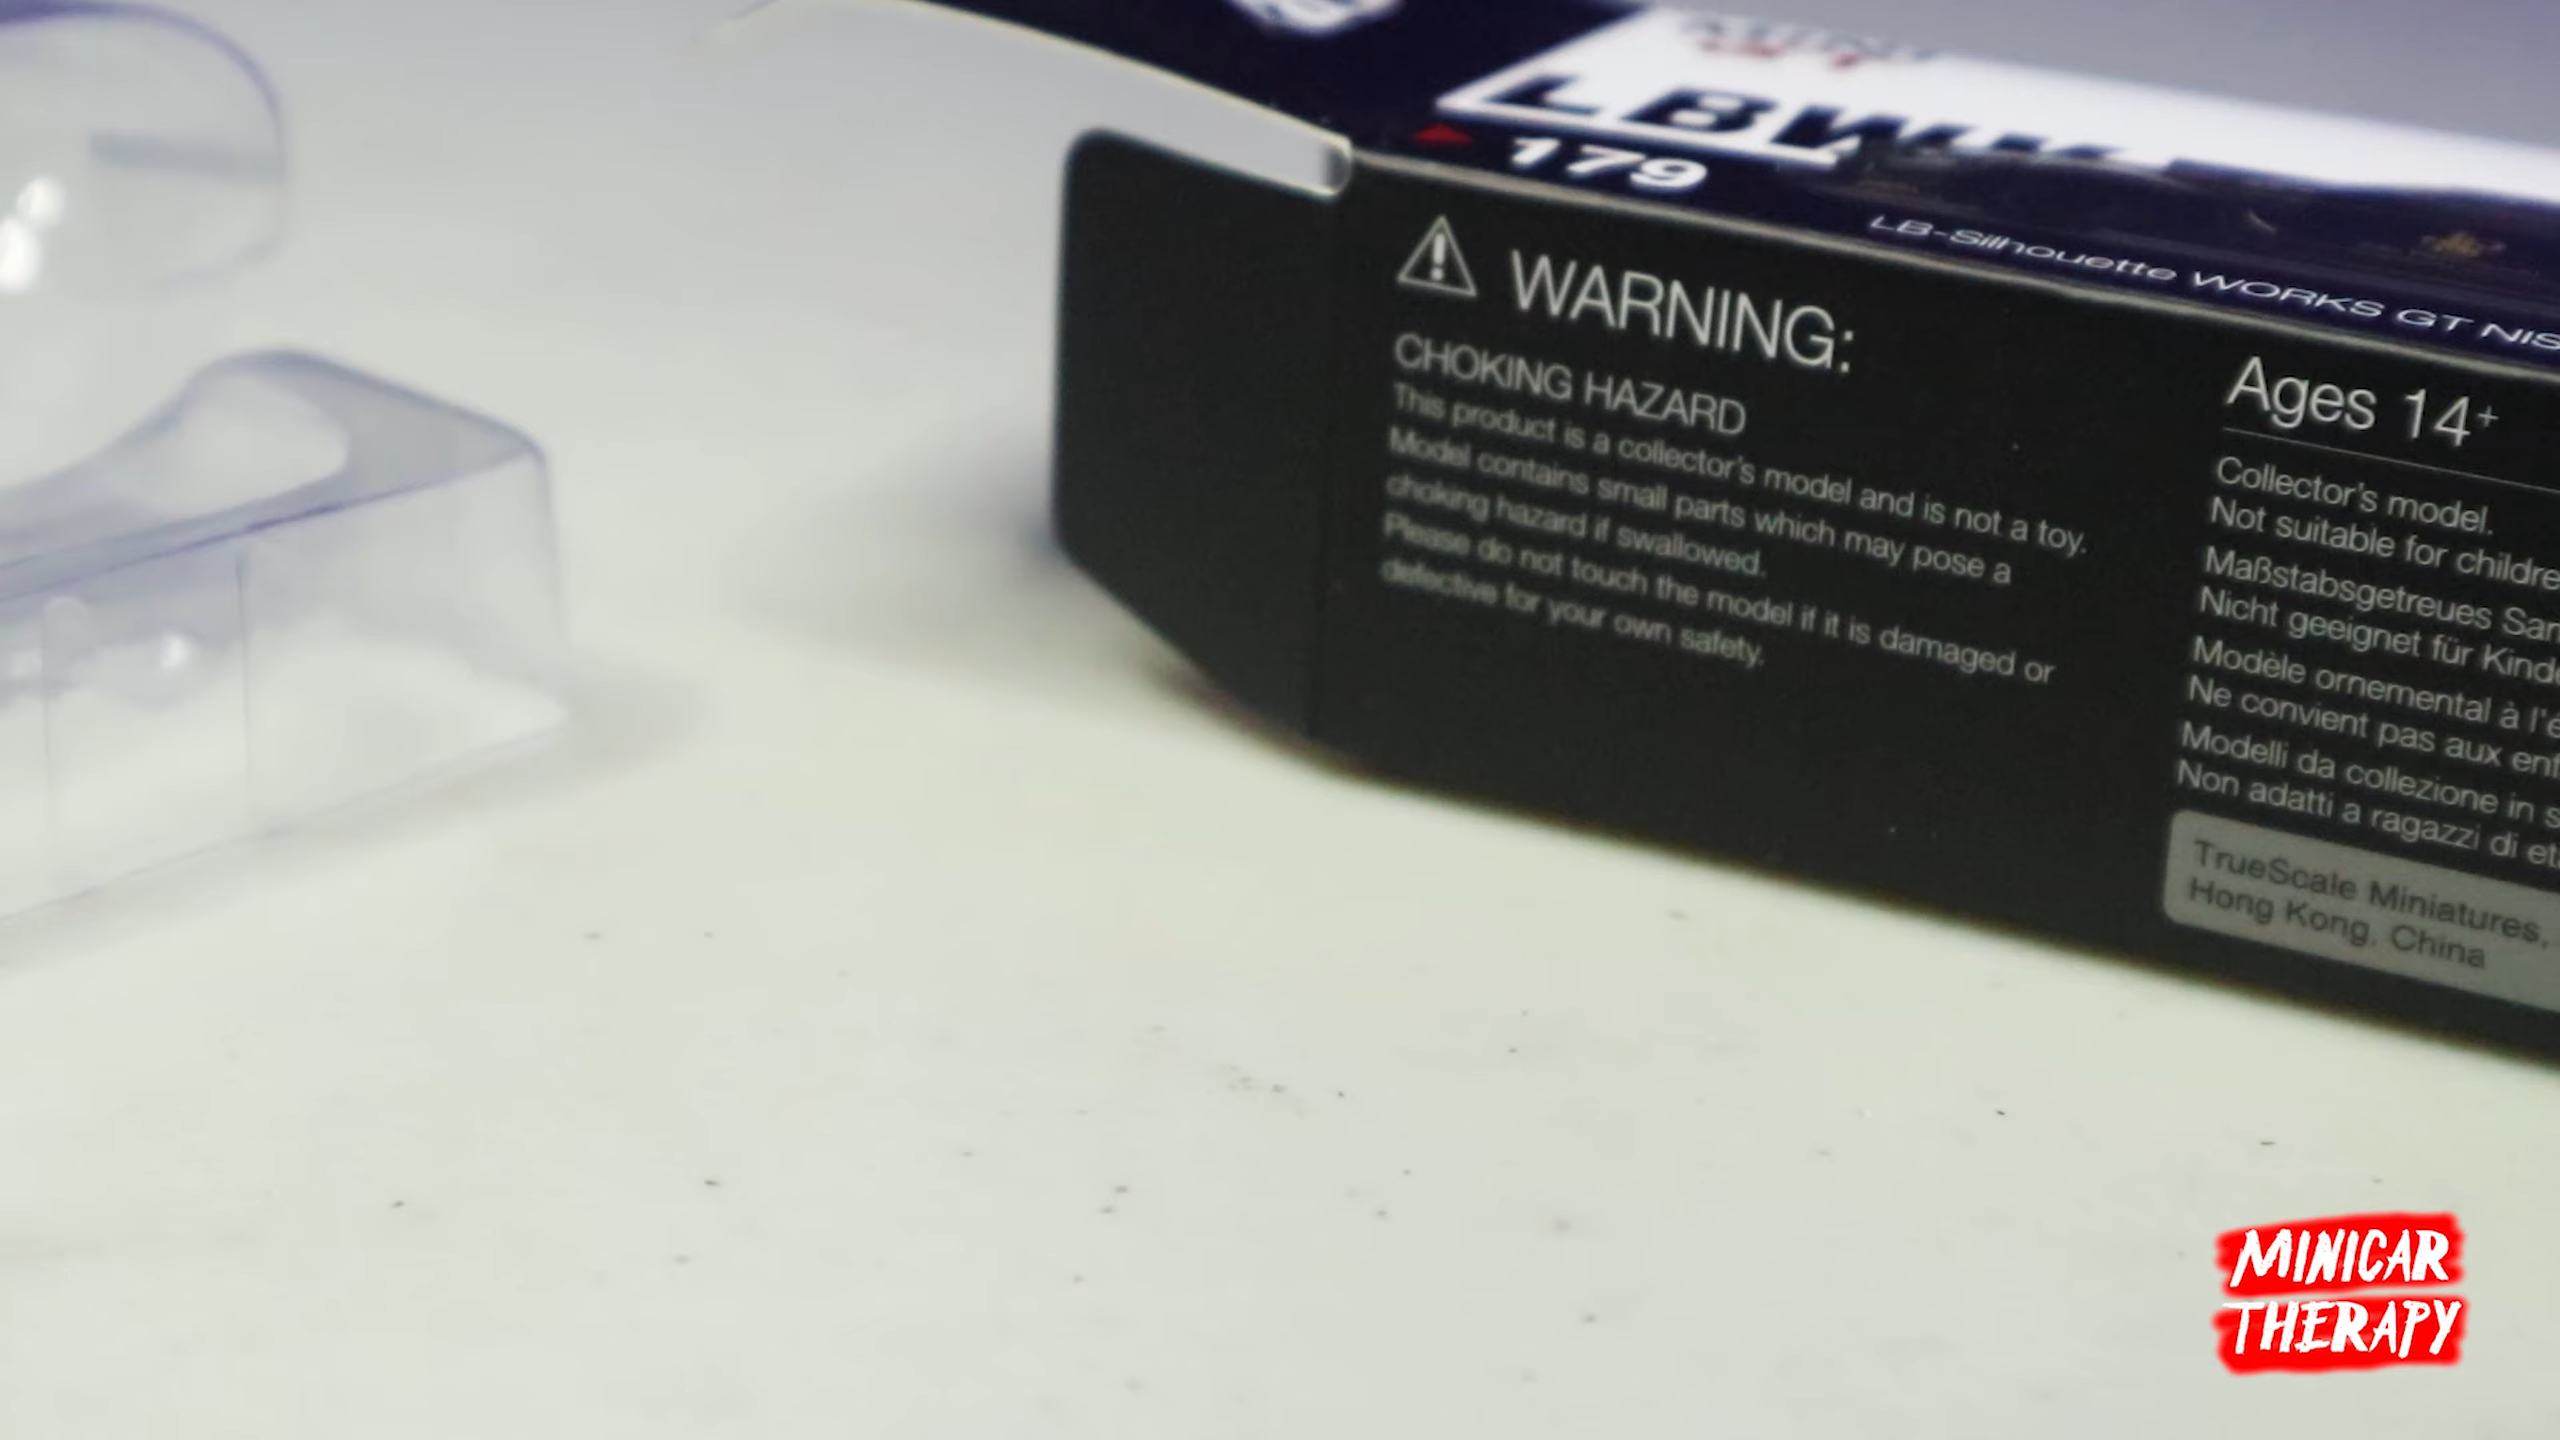 LBWK
179
LB-Silhouette WORKS GT NIS
WARNING:
CHOKING HAZARD
This product is a collector's model and is not a toy.
Model contains small parts which may pose a
choking hazard if swallowed.
Please do not touch the model if it is damaged or
defective for your own safety.
Ages 14+
Collector's model.
Not suitable for childre
Maßstabsgetreues Sam
Nicht geeignet für Kinde
Modèle ornemental à l'é
Ne convient pas aux enf
Modelli da collezione in s
Non adatti a ragazzi di et
TrueScale Miniatures,
Hong Kong, China
MINICAR
THERAPY